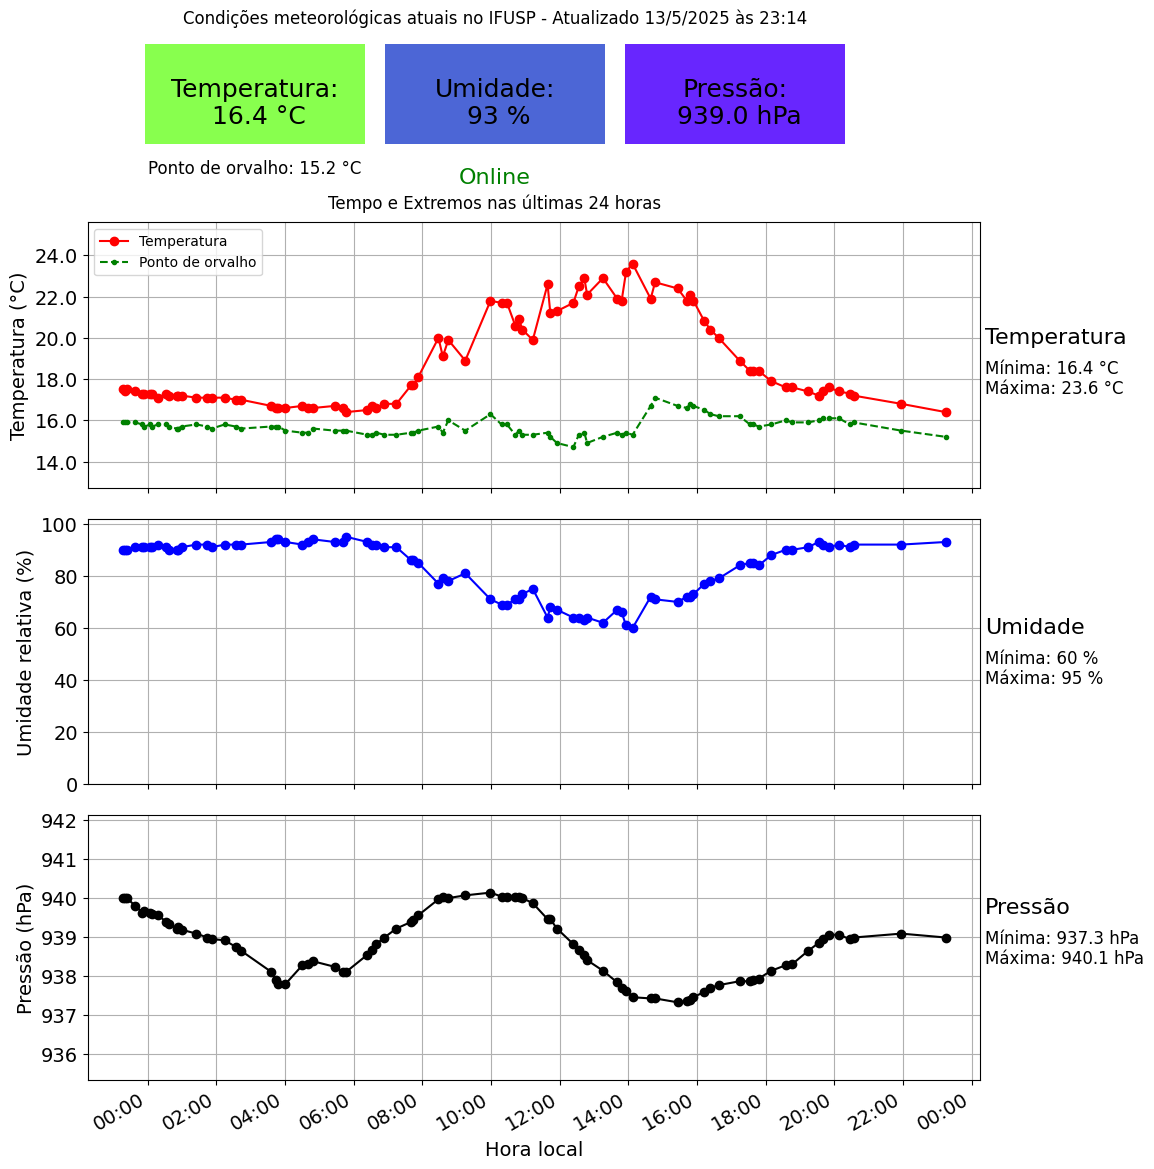 Condições meteorológicas atuais no IFUSP - Atualizado 13/5/2025 às 23:14
Temperatura:
16.4 °C
Umidade:
93 %
Pressão:
939.0 hPa
Ponto de orvalho: 15.2 °C
Online
Tempo e Extremos nas últimas 24 horas
Temperatura (°C)
24.0
22.0
20.0
18.0
16.0
14.0
Temperatura
Ponto de orvalho
Temperatura
Mínima: 16.4 °C
Máxima: 23.6 °C
Umidade relativa (%)
100
80
60
40
20
0
Umidade
Mínima: 60 %
Máxima: 95 %
Pressão (hPa)
942
941
940
939
938
937
936
Pressão
Mínima: 937.3 hPa
Máxima: 940.1 hPa
00:00 02:00 04:00 06:00 08:00 10:00 12:00 14:00 16:00 18:00 20:00 22:00 00:00
Hora local